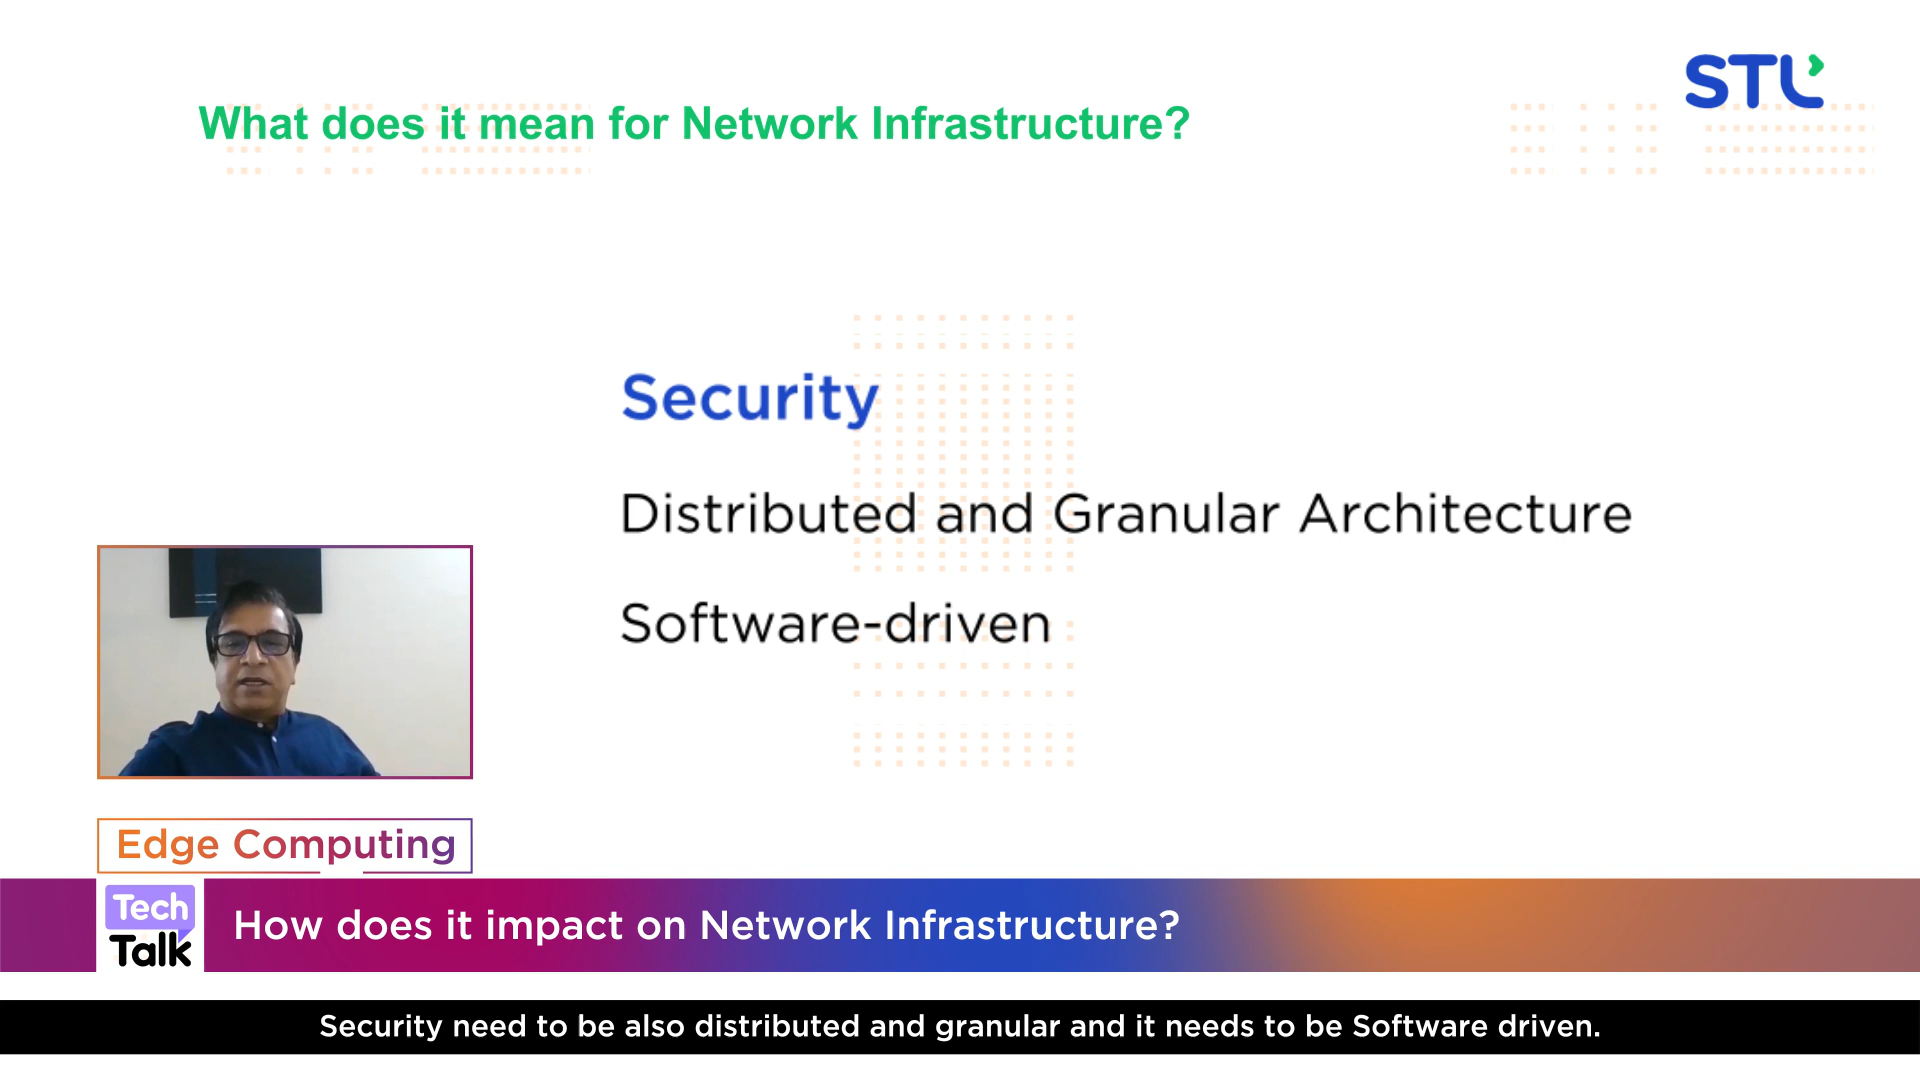 STL
What does it mean for Network Infrastructure?
Security
Distributed and Granular Architecture
Software-driven
Edge Computing
Tech
Talk
How does it impact on Network Infrastructure?
Security need to be also distributed and granular and it needs to be Software driven.